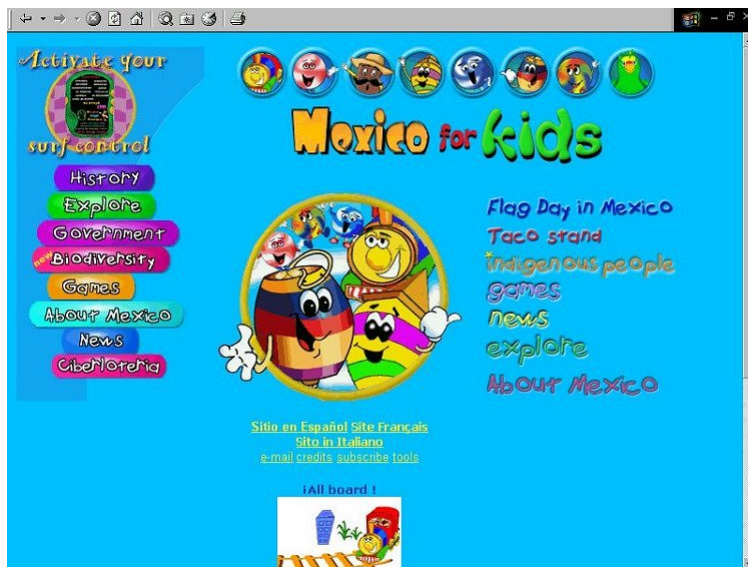 Activate your
surf control
History
Explore
Government
new Biodiversity
Games
About Mexico
News
Ciberlotería
Mexico for kids
Flag Day in Mexico
Taco stand
indigenous people
games
news
explore
About Mexico
Sitio en Español Site Français
Sito in Italiano
e-mail credits subscribe tools
¡All board !